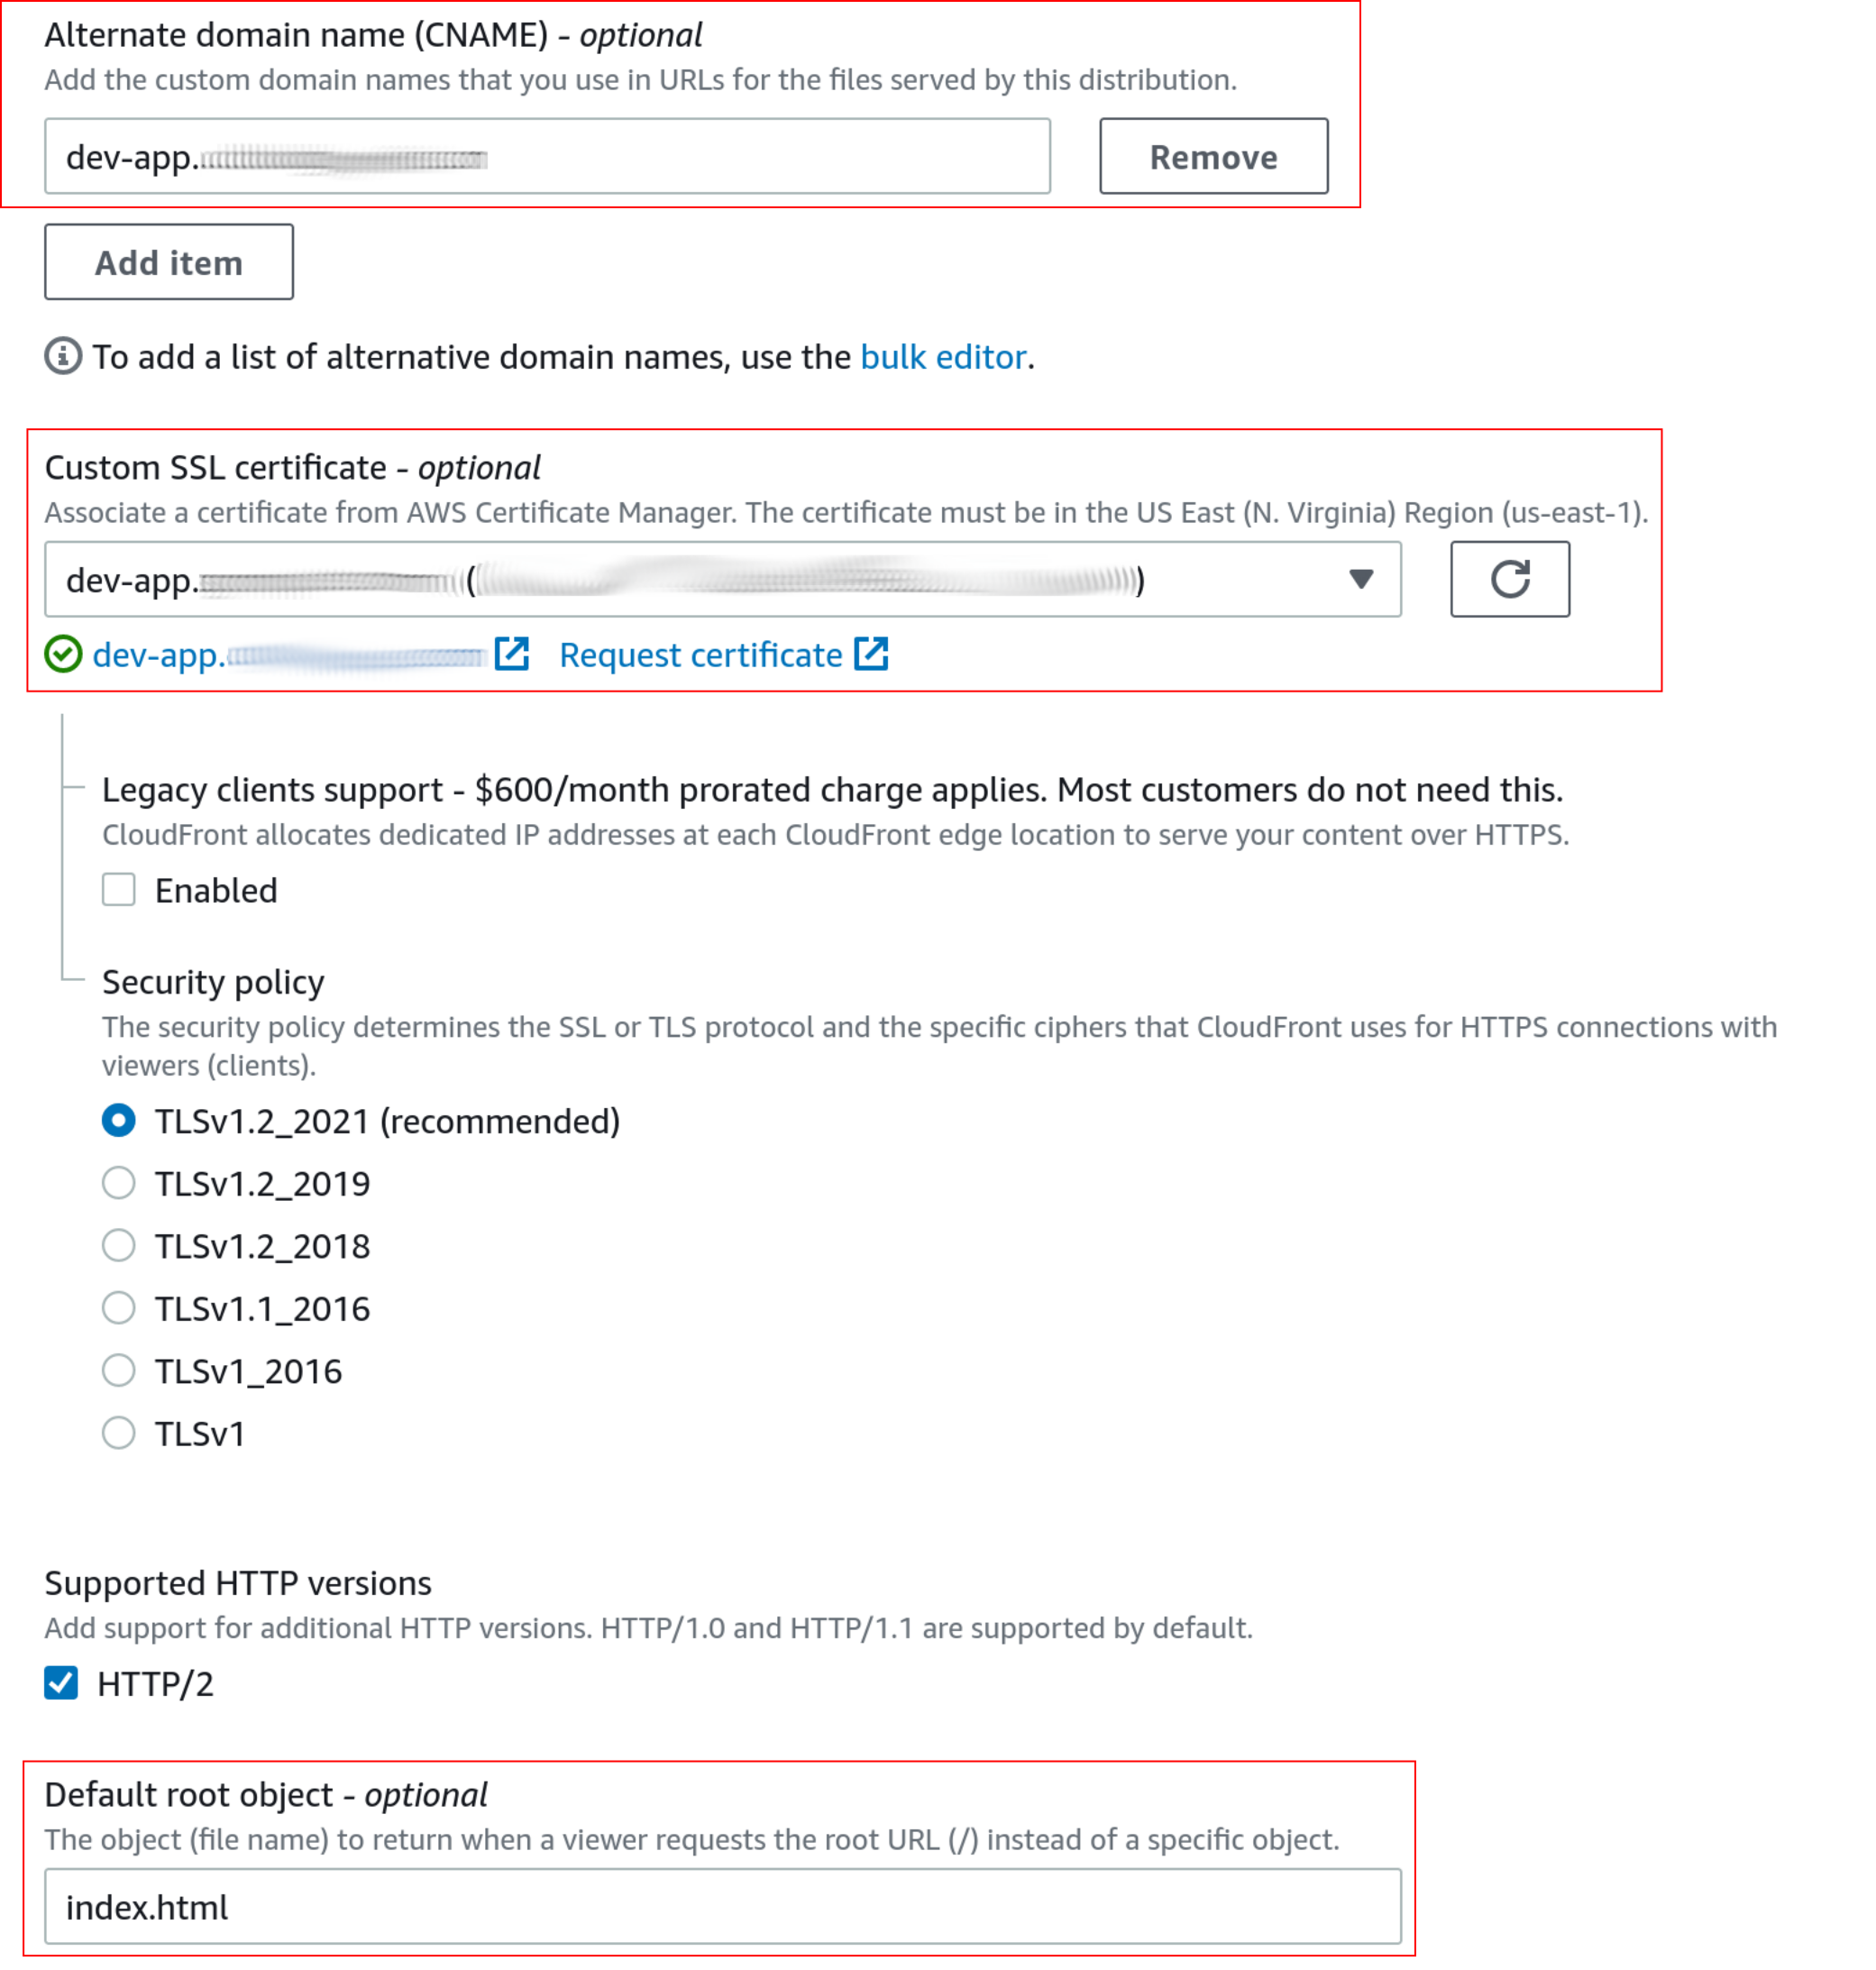 Alternate domain name (CNAME) - optional
Add the custom domain names that you use in URLs for the files served by this distribution.
dev-app.
Remove
Add item
To add a list of alternative domain names, use the bulk editor.
Custom SSL certificate - optional
Associate a certificate from AWS Certificate Manager. The certificate must be in the US East (N. Virginia) Region (us-east-1).
dev-app. ( )
dev-app. Request certificate
Legacy clients support - $600/month prorated charge applies. Most customers do not need this.
CloudFront allocates dedicated IP addresses at each CloudFront edge location to serve your content over HTTPS.
Enabled
Security policy
The security policy determines the SSL or TLS protocol and the specific ciphers that CloudFront uses for HTTPS connections with
viewers (clients).
TLSv1.2_2021 (recommended)
TLSv1.2_2019
TLSv1.2_2018
TLSv1.1_2016
TLSv1_2016
TLSv1
Supported HTTP versions
Add support for additional HTTP versions. HTTP/1.0 and HTTP/1.1 are supported by default.
HTTP/2
Default root object - optional
The object (file name) to return when a viewer requests the root URL (/) instead of a specific object.
index.html